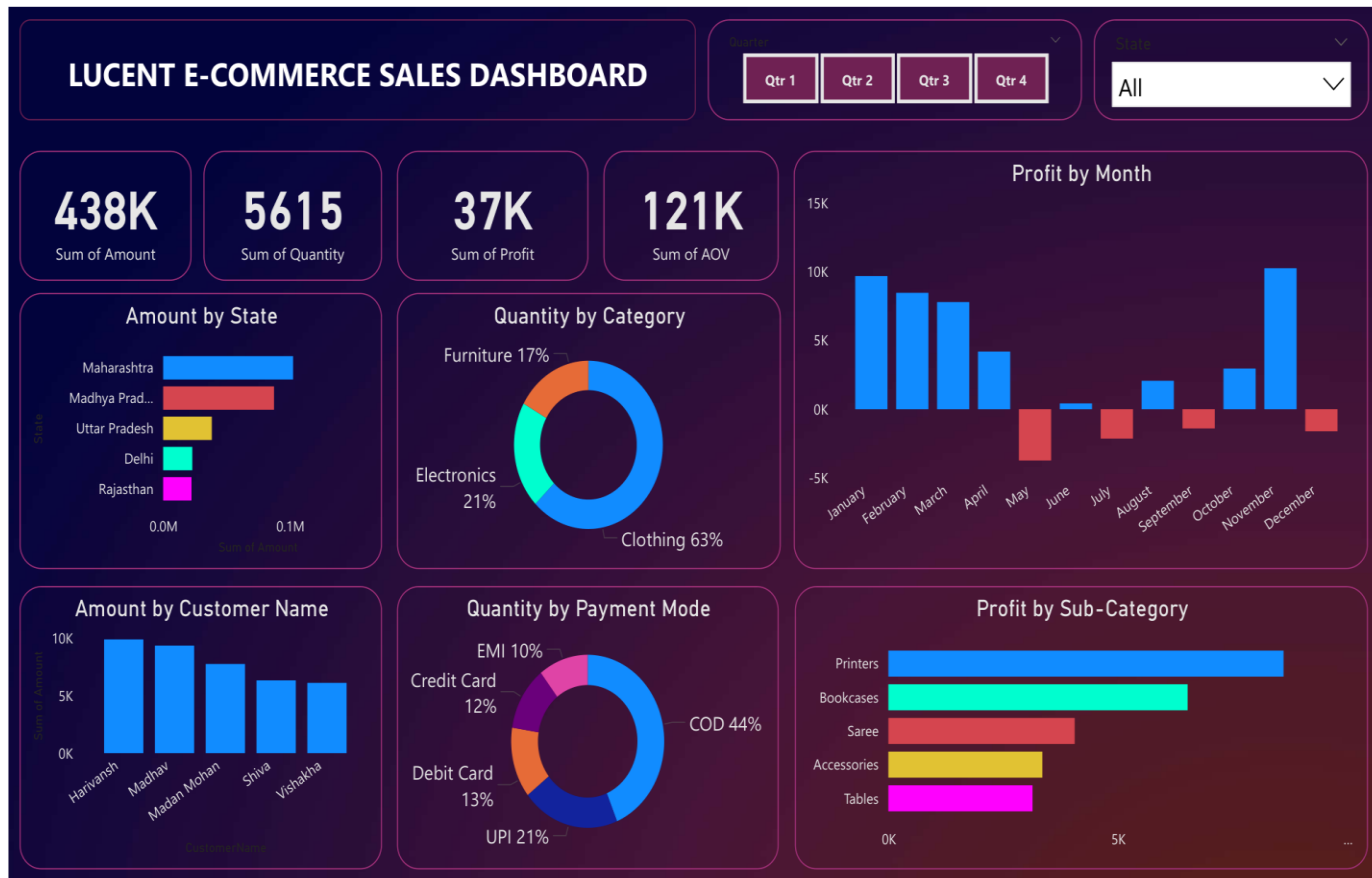 LUCENT E-COMMERCE SALES DASHBOARD
Quarter
Qtr 1
Qtr 2
Qtr 3
Qtr 4
State
All
438K
Sum of Amount
5615
Sum of Quantity
37K
Sum of Profit
121K
Sum of AOV
Profit by Month
15K
10K
5K
0K
-5K
January
February
March
April
May
June
July
August
September
October
November
December
Amount by State
State
Maharashtra
Madhya Prad...
Uttar Pradesh
Delhi
Rajasthan
0.0M
0.1M
Sum of Amount
Quantity by Category
Furniture 17%
Electronics
21%
Clothing 63%
Amount by Customer Name
Sum of Amount
10K
5K
0K
Harivansh
Madhav
Madan Mohan
Shiva
Vishakha
CustomerName
Quantity by Payment Mode
EMI 10%
Credit Card
12%
COD 44%
Debit Card
13%
UPI 21%
Profit by Sub-Category
Printers
Bookcases
Saree
Accessories
Tables
0K
5K
...